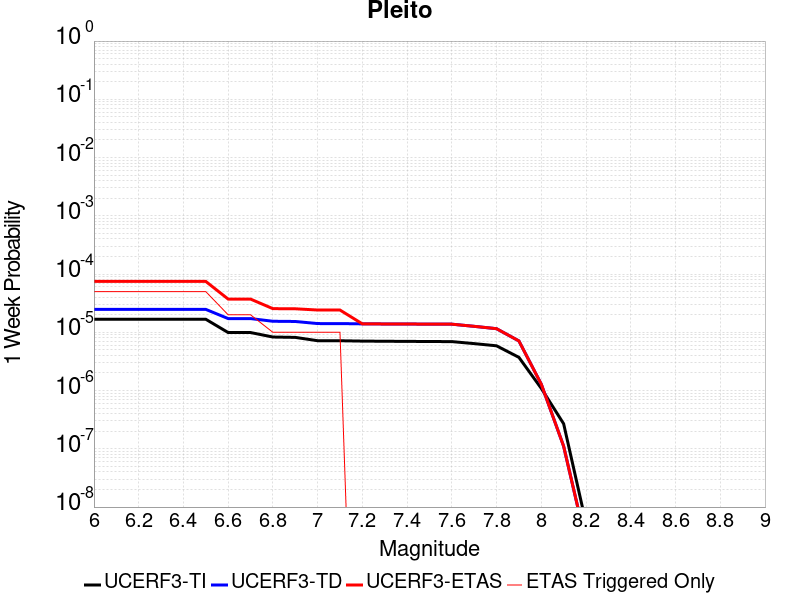 Pleito
10^0
10^-1
10^-2
10^-3
10^-4
10^-5
10^-6
10^-7
10^-8
1 Week Probability
6 6.2 6.4 6.6 6.8 7 7.2 7.4 7.6 7.8 8 8.2 8.4 8.6 8.8 9
Magnitude
UCERF3-TI UCERF3-TD UCERF3-ETAS ETAS Triggered Only